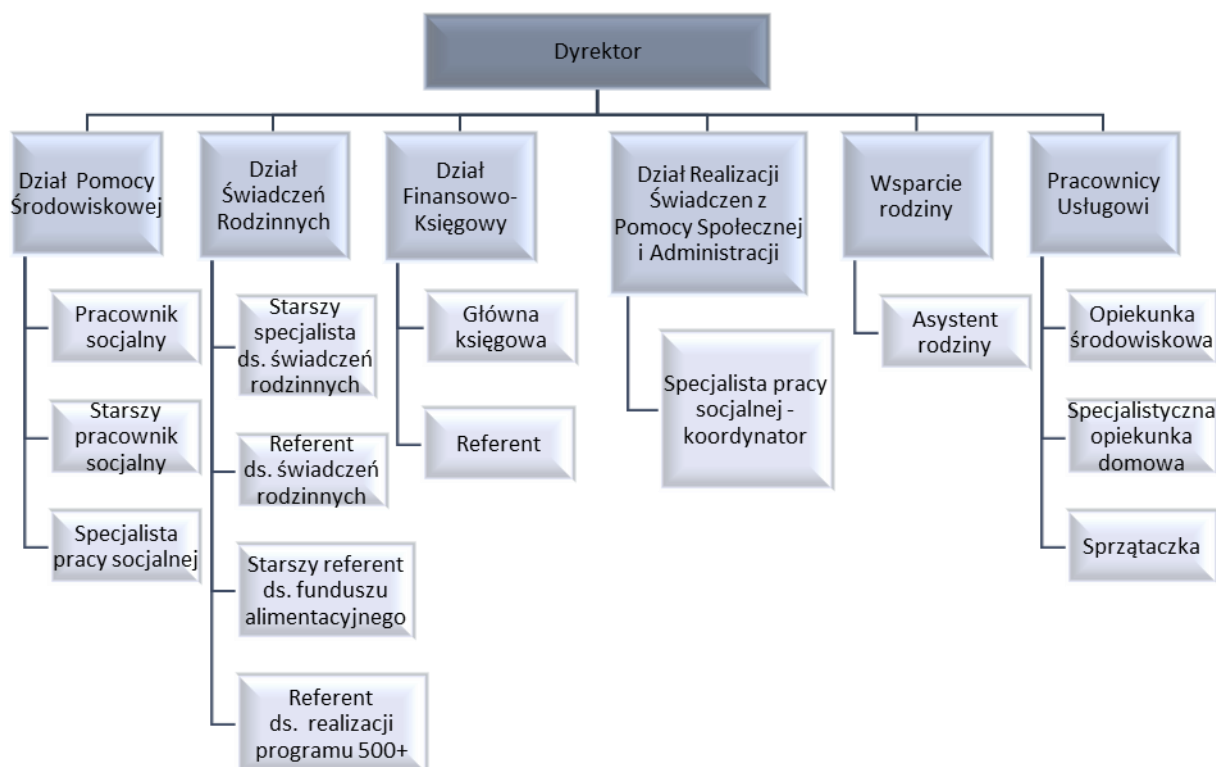 Dyrektor
Dział Pomocy
Środowiskowej
Pracownik
socjalny
Starszy
pracownik
socjalny
Specjalista
pracy socjalnej
Dział
Świadczeń
Rodzinnych
Starszy
specjalista
ds. świadczeń
rodzinnych
Referent
ds. świadczeń
rodzinnych
Starszy referent
ds. funduszu
alimentacyjnego
Referent
ds. realizacji
programu 500+
Dział
Finansowo-
Księgowy
Główna
księgowa
Referent
Dział Realizacji
Świadczen z
Pomocy Społecznej
i Administracji
Specjalista pracy
socjalnej -
koordynator
Wsparcie
rodziny
Asystent
rodziny
Pracownicy
Usługowi
Opiekunka
środowiskowa
Specjalistyczna
opiekunka
domowa
Sprzątaczka